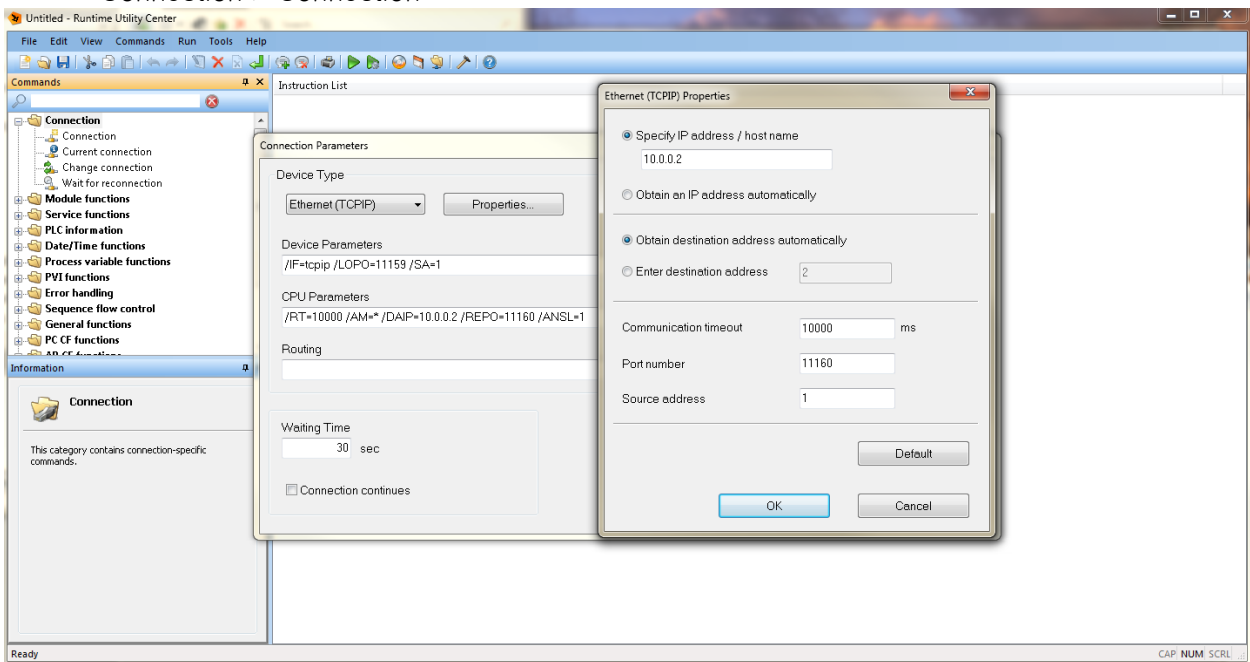 Connection > Connection
Untitled - Runtime Utility Center
File Edit View Commands Run Tools Help
Commands
Connection
Connection
Current connection
Change connection
Wait for reconnection
Module functions
Service functions
PLC information
Date/Time functions
Process variable functions
PVI functions
Error handling
Sequence flow control
General functions
PC CF functions
Information
Connection
This category contains connection-specific
commands.
Instruction List
Connection Parameters
Device Type
Ethernet (TCPIP) Properties...
Device Parameters
/IF=tcpip /LOPO=11159 /SA=1
CPU Parameters
/RT=10000 /AM=* /DAIP=10.0.0.2 /REPO=11160 /ANSL=1
Routing
Waiting Time
30 sec
Connection continues
Ethernet (TCPIP) Properties
Specify IP address / host name
10.0.0.2
Obtain an IP address automatically
Obtain destination address automatically
Enter destination address 2
Communication timeout 10000 ms
Port number 11160
Source address 1
Default
OK Cancel
Ready CAP NUM SCRL